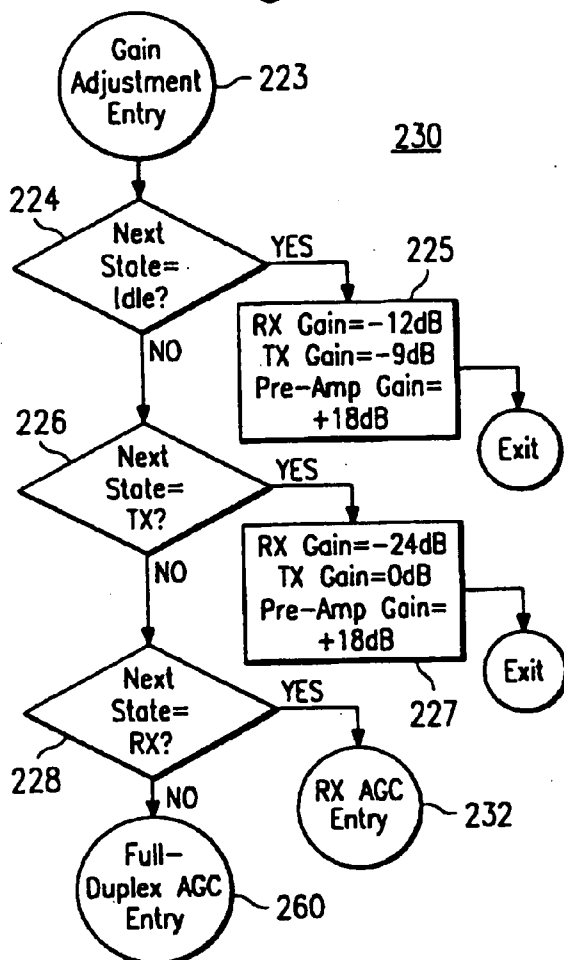 Gain
Adjustment
Entry
223
230
224
Next
State=
Idle?
YES
225
RX Gain=-12dB
TX Gain=-9dB
Pre-Amp Gain=
+18dB
NO
Exit
226
Next
State=
TX?
YES
RX Gain=-24dB
TX Gain=0dB
Pre-Amp Gain=
+18dB
NO
Exit
227
Next
State=
RX?
YES
228
NO
RX AGC
Entry
232
Full-
Duplex AGC
Entry
260